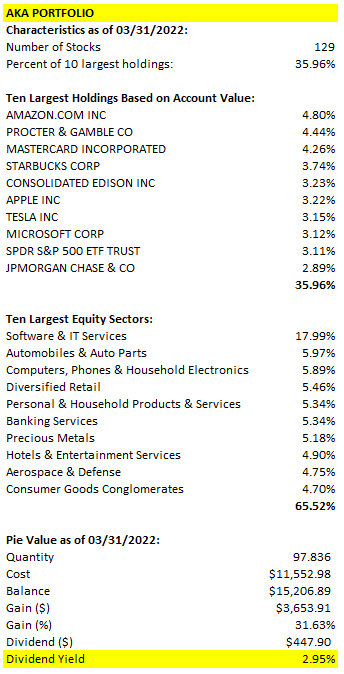 AKA PORTFOLIO
Characteristics as of 03/31/2022:
Number of Stocks 129
Percent of 10 largest holdings: 35.96%
Ten Largest Holdings Based on Account Value:
AMAZON.COM INC 4.80%
PROCTER & GAMBLE CO 4.44%
MASTERCARD INCORPORATED 4.26%
STARBUCKS CORP 3.74%
CONSOLIDATED EDISON INC 3.23%
APPLE INC 3.22%
TESLA INC 3.15%
MICROSOFT CORP 3.12%
SPDR S&P 500 ETF TRUST 3.11%
JPMORGAN CHASE & CO 2.89%
35.96%
Ten Largest Equity Sectors:
Software & IT Services 17.99%
Automobiles & Auto Parts 5.97%
Computers, Phones & Household Electronics 5.89%
Diversified Retail 5.46%
Personal & Household Products & Services 5.34%
Banking Services 5.34%
Precious Metals 5.18%
Hotels & Entertainment Services 4.90%
Aerospace & Defense 4.75%
Consumer Goods Conglomerates 4.70%
65.52%
Pie Value as of 03/31/2022:
Quantity 97.836
Cost $11,552.98
Balance $15,206.89
Gain ($) $3,653.91
Gain (%) 31.63%
Dividend ($) $447.90
Dividend Yield 2.95%